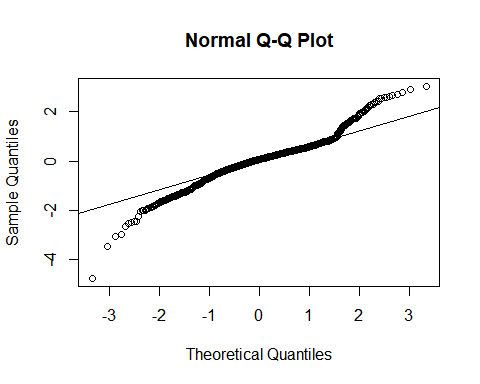 Normal Q-Q Plot
Sample Quantiles
2
0
-2
-4
-3 -2 -1 0 1 2 3
Theoretical Quantiles